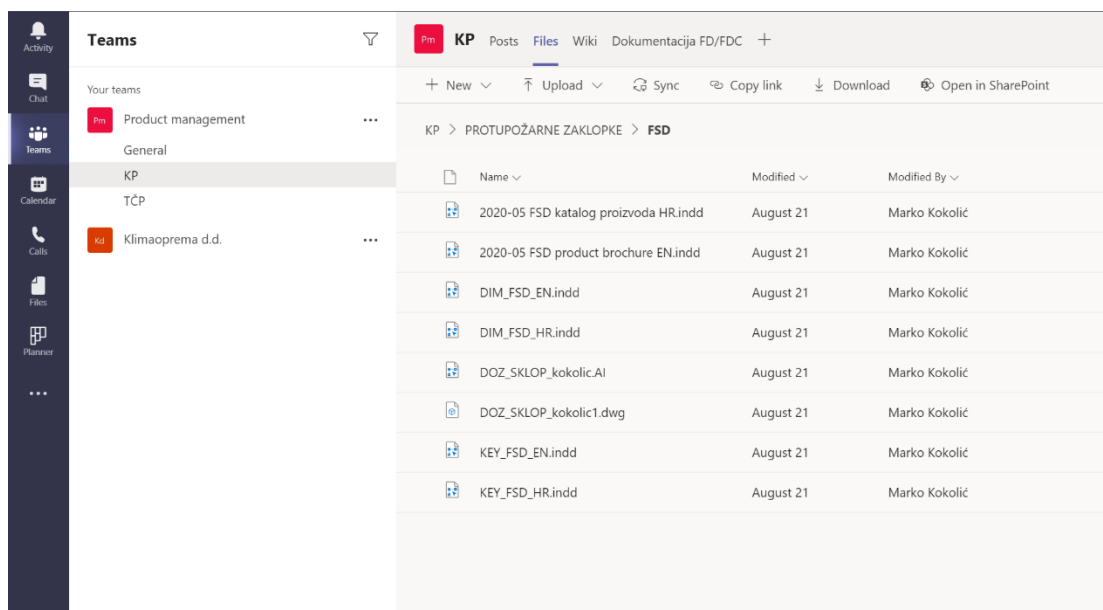 Activity
Chat
Teams
Calendar
Calls
Files
Planner
Teams
Your teams
Pm Product management
General
KP
TČP
Kd Klimaoprema d.d.
Pm KP Posts Files Wiki Dokumentacija FD/FDC
New Upload Sync Copy link Download Open in SharePoint
KP > PROTUPOŽARNE ZAKLOPKE > FSD
Name Modified Modified By
2020-05 FSD katalog proizvoda HR.indd August 21 Marko Kokolić
2020-05 FSD product brochure EN.indd August 21 Marko Kokolić
DIM_FSD_EN.indd August 21 Marko Kokolić
DIM_FSD_HR.indd August 21 Marko Kokolić
DOZ_SKLOP_kokolic.AI August 21 Marko Kokolić
DOZ_SKLOP_kokolic1.dwg August 21 Marko Kokolić
KEY_FSD_EN.indd August 21 Marko Kokolić
KEY_FSD_HR.indd August 21 Marko Kokolić